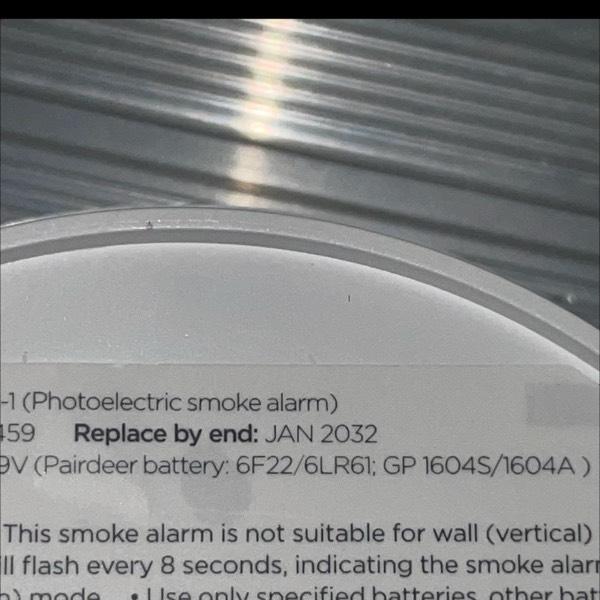 -1 (Photoelectric smoke alarm)
459 Replace by end: JAN 2032
9V (Pairdeer battery: 6F22/6LR61; GP 1604S/1604A )
This smoke alarm is not suitable for wall (vertical)
ll flash every 8 seconds, indicating the smoke alarm
n) mode. • Use only specified batteries, other bat